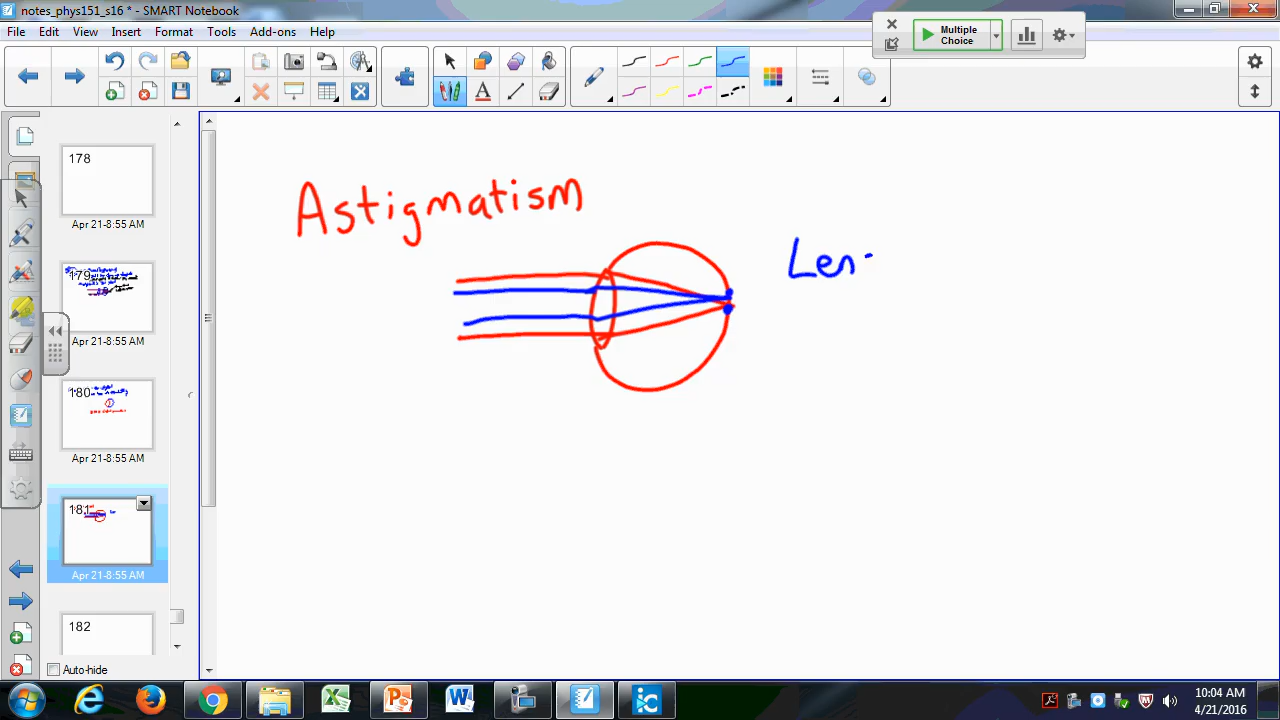 notes_phys151_s16 * - SMART Notebook
File Edit View Insert Format Tools Add-ons Help
Multiple
Choice
178
Apr 21-8:55 AM
179
Apr 21-8:55 AM
180
Apr 21-8:55 AM
181
Apr 21-8:55 AM
182
Auto-hide
Astigmatism
Len
10:04 AM
4/21/2016